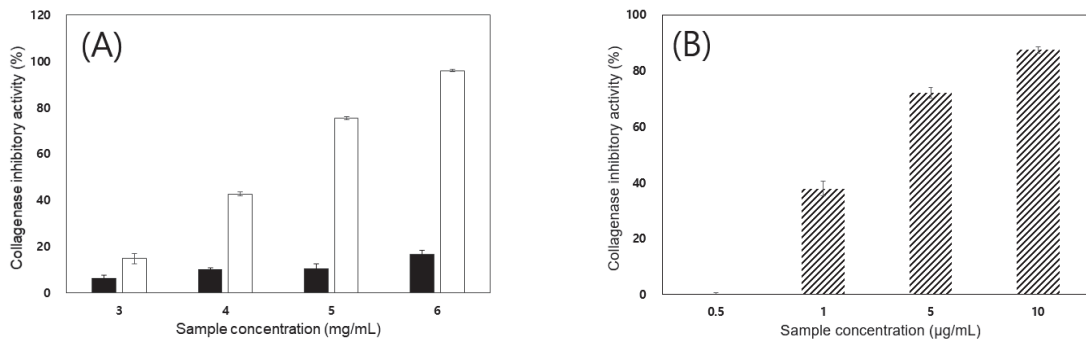 (A)
Collagenase inhibitory activity (%)
120
100
80
60
40
20
0
3 4 5 6
Sample concentration (mg/mL)
(B)
Collagenase inhibitory activity (%)
100
80
60
40
20
0
0.5 1 5 10
Sample concentration (μg/mL)